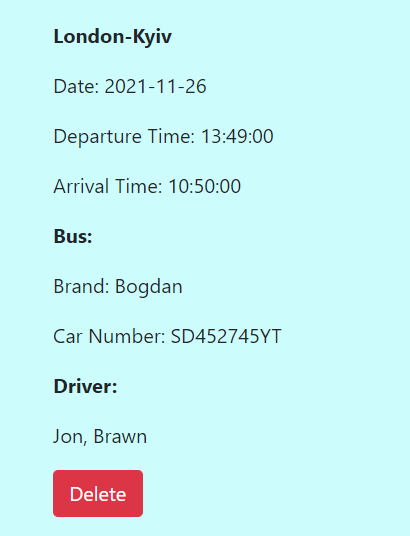 London-Kyiv
Date: 2021-11-26
Departure Time: 13:49:00
Arrival Time: 10:50:00
Bus:
Brand: Bogdan
Car Number: SD452745YT
Driver:
Jon, Brawn
Delete